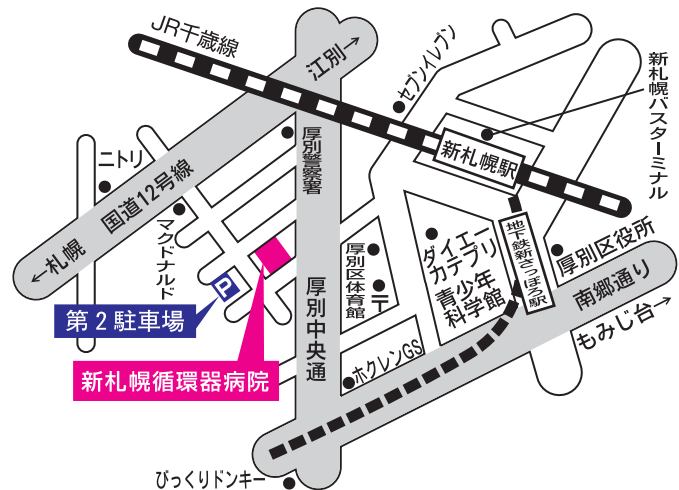 JR千歳線
江別→
セブンイレブン
新札幌バスターミナル
ニトリ
国道12号線
←札幌
マクドナルド
厚別警察署
新札幌駅
地下鉄新さっぽろ駅
厚別区役所
ダイエー
カテプリ
青少年
科学館
厚別区体育館
〒
厚別中央通
南郷通り
もみじ台→
P
第2駐車場
新札幌循環器病院
ホクレンGS
びっくりドンキー